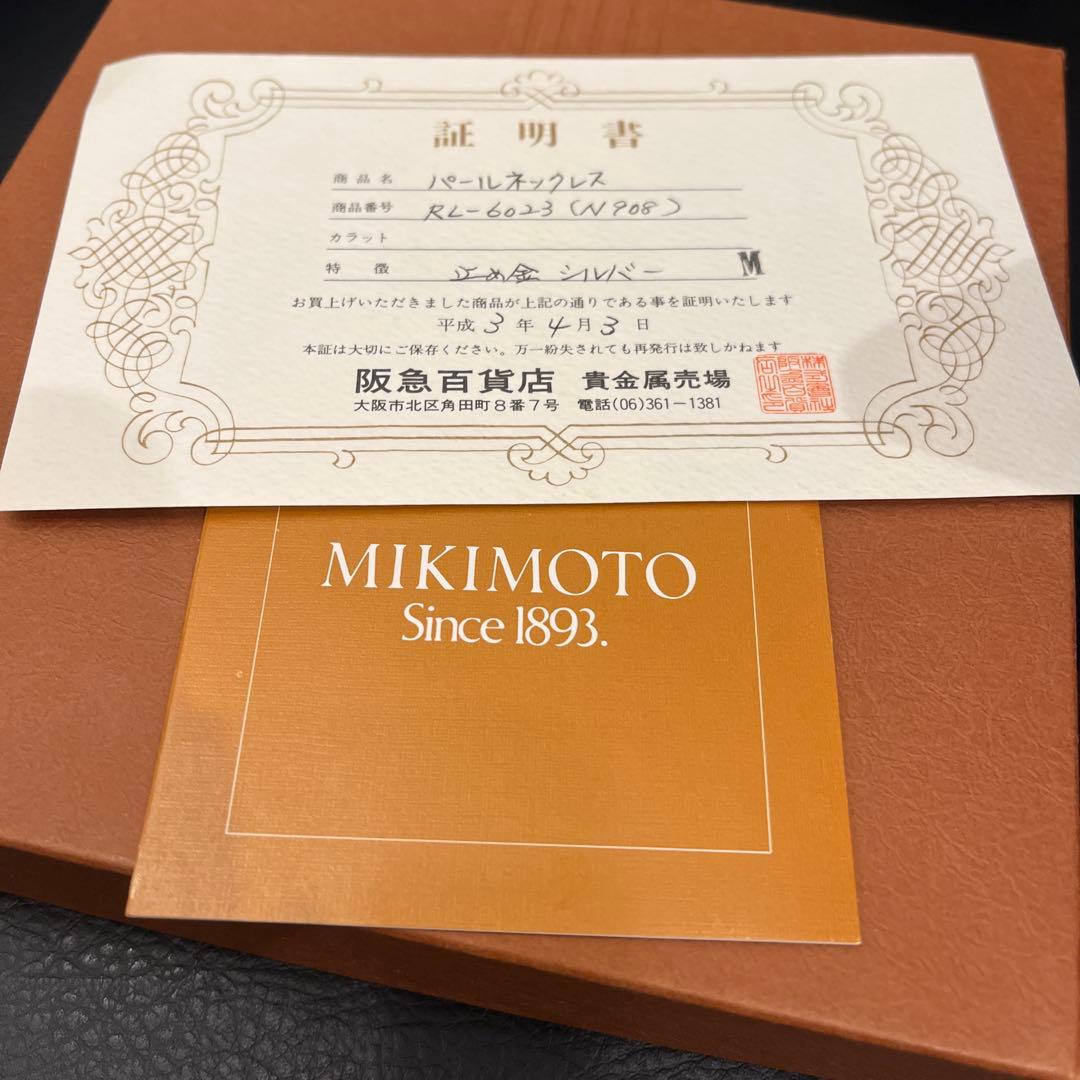 証明書
商品名 パールネックレス
商品番号 RL-6023(N908)
カラット
特徴 止め金 シルバー M
お買上げいただきました商品が上記の通りである事を証明いたします
平成 3 年 4 月 3 日
本証は大切にご保存ください。万一紛失されても再発行は致しかねます
阪急百貨店 貴金属売場
大阪市北区角田町8番7号 電話(06)361-1381
MIKIMOTO
Since 1893.